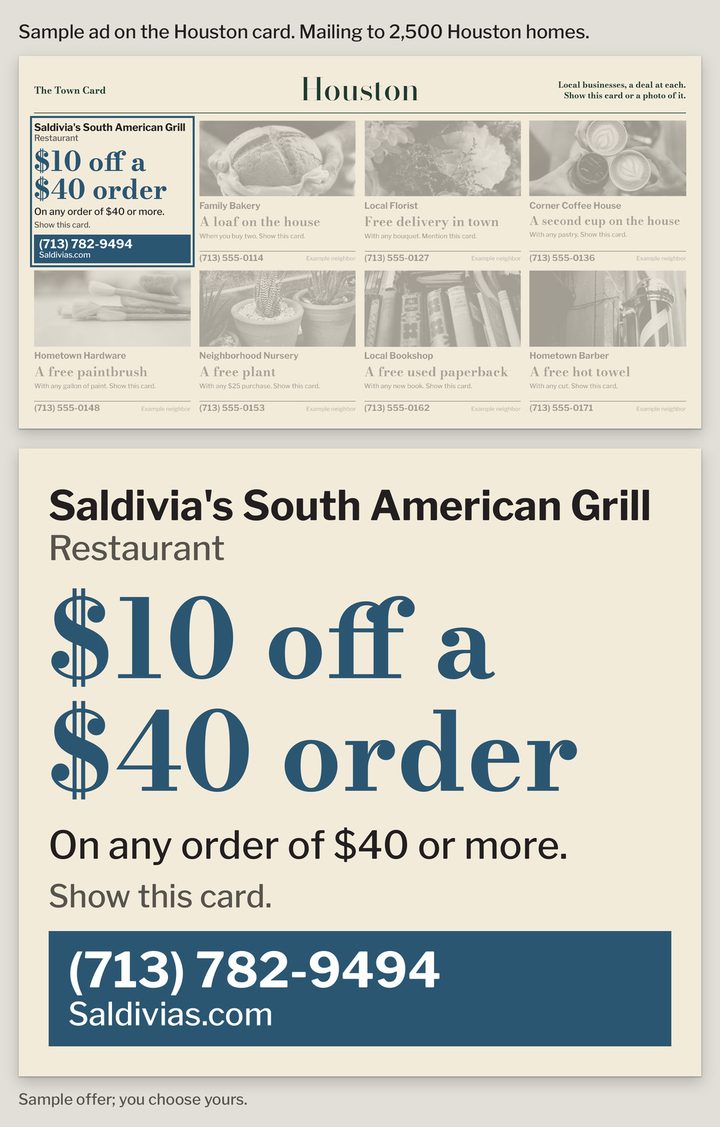 Sample ad on the Houston card. Mailing to 2,500 Houston homes.
The Town Card
Houston
Local businesses, a deal at each.
Show this card or a photo of it.
Saldivia's South American Grill
Restaurant
$10 off a
$40 order
On any order of $40 or more.
Show this card.
(713) 782-9494
Saldivias.com
Family Bakery
A loaf on the house
When you buy two. Show this card.
(713) 555-0114
Example neighbor
Local Florist
Free delivery in town
With any bouquet. Mention this card.
(713) 555-0127
Example neighbor
Corner Coffee House
A second cup on the house
With any pastry. Show this card.
(713) 555-0136
Example neighbor
Hometown Hardware
A free paintbrush
With any gallon of paint. Show this card.
(713) 555-0148
Example neighbor
Neighborhood Nursery
A free plant
With any $25 purchase. Show this card.
(713) 555-0153
Example neighbor
Local Bookshop
A free used paperback
With any new book. Show this card.
(713) 555-0162
Example neighbor
Hometown Barber
A free hot towel
With any cut. Show this card.
(713) 555-0171
Example neighbor
Saldivia's South American Grill
Restaurant
$10 off a
$40 order
On any order of $40 or more.
Show this card.
(713) 782-9494
Saldivias.com
Sample offer; you choose yours.